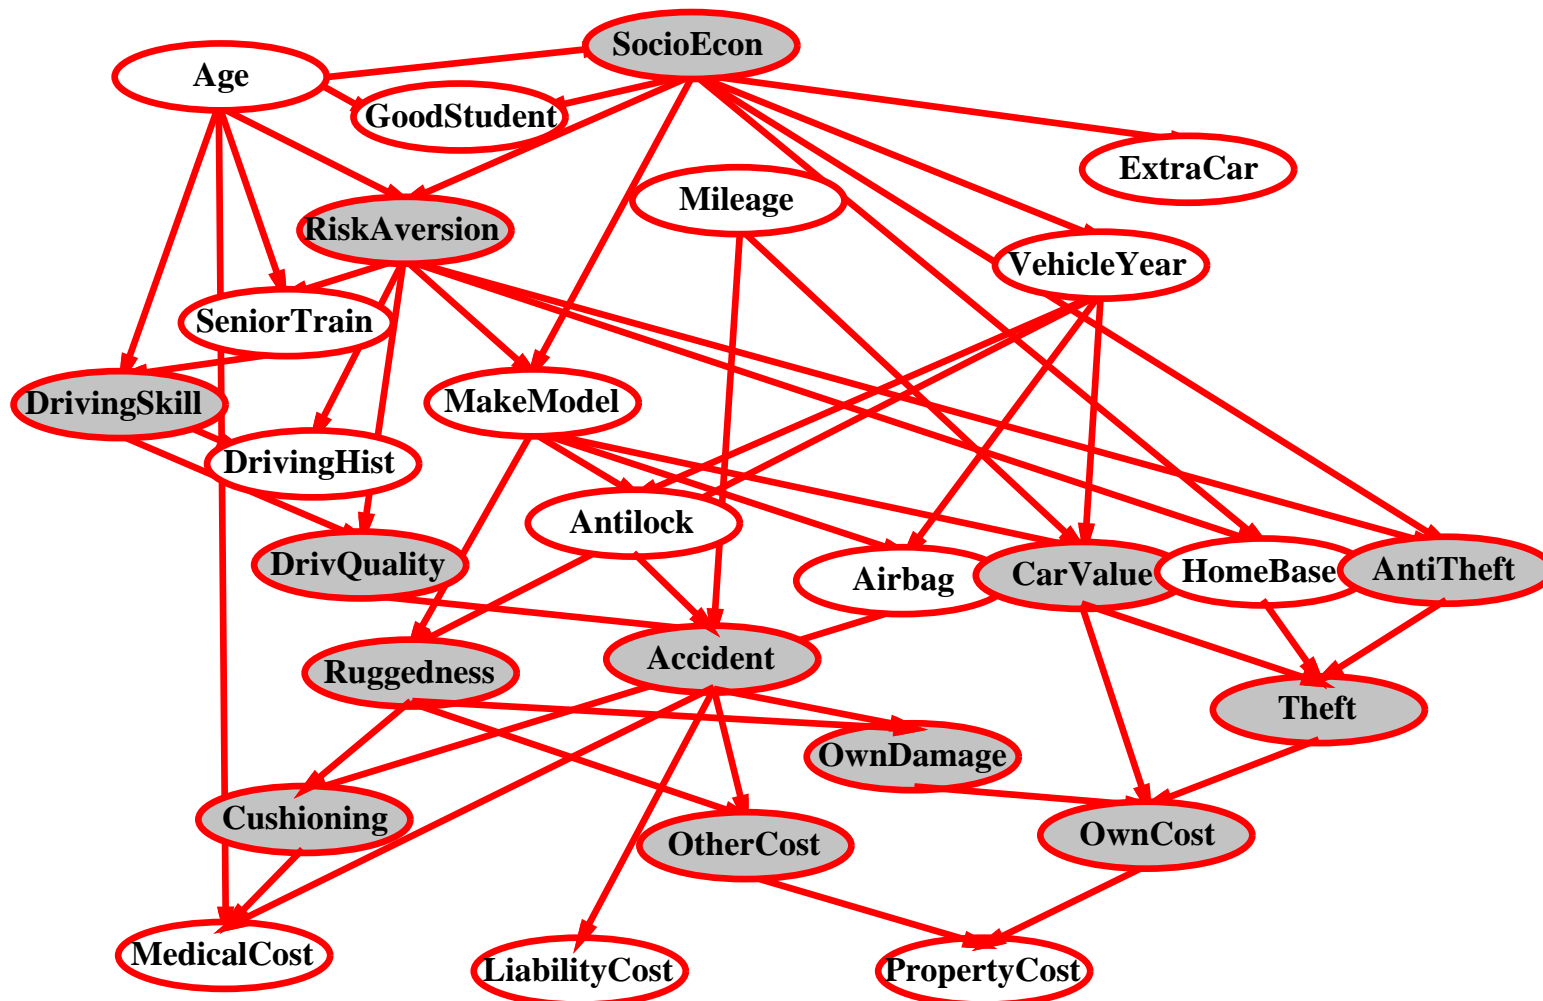 SocioEcon
Age
GoodStudent
ExtraCar
Mileage
RiskAversion
VehicleYear
SeniorTrain
DrivingSkill
MakeModel
DrivingHist
Antilock
DrivQuality
Airbag
CarValue
HomeBase
AntiTheft
Ruggedness
Accident
Theft
OwnDamage
Cushioning
OtherCost
OwnCost
MedicalCost
LiabilityCost
PropertyCost